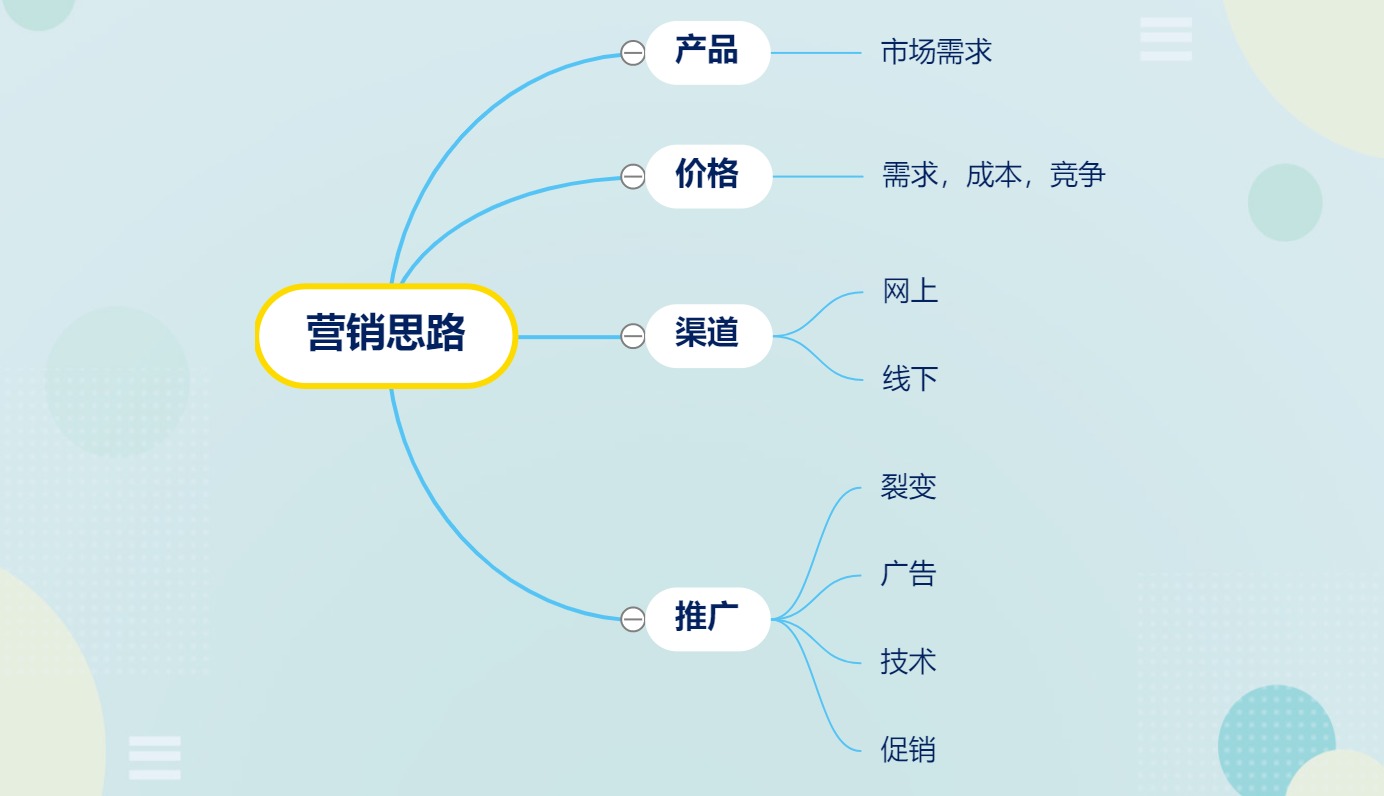 产品
市场需求
价格
需求，成本，竞争
营销思路
渠道
网上
线下
推广
裂变
广告
技术
促销